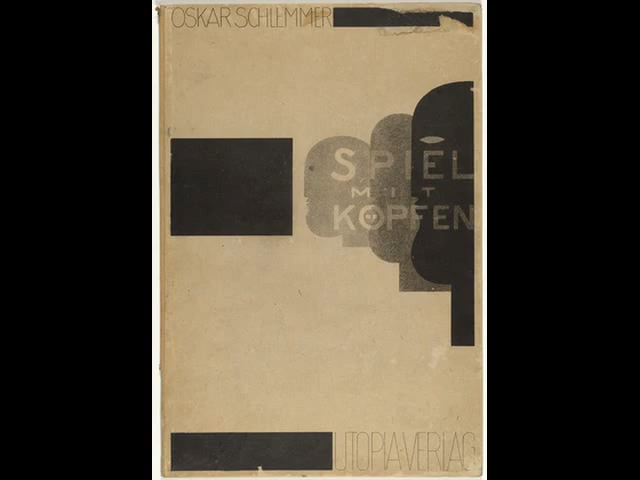 OSKAR SCHLEMMER
SPIEL
MIT
KÖPFEN
UTOPIA-VERLAG